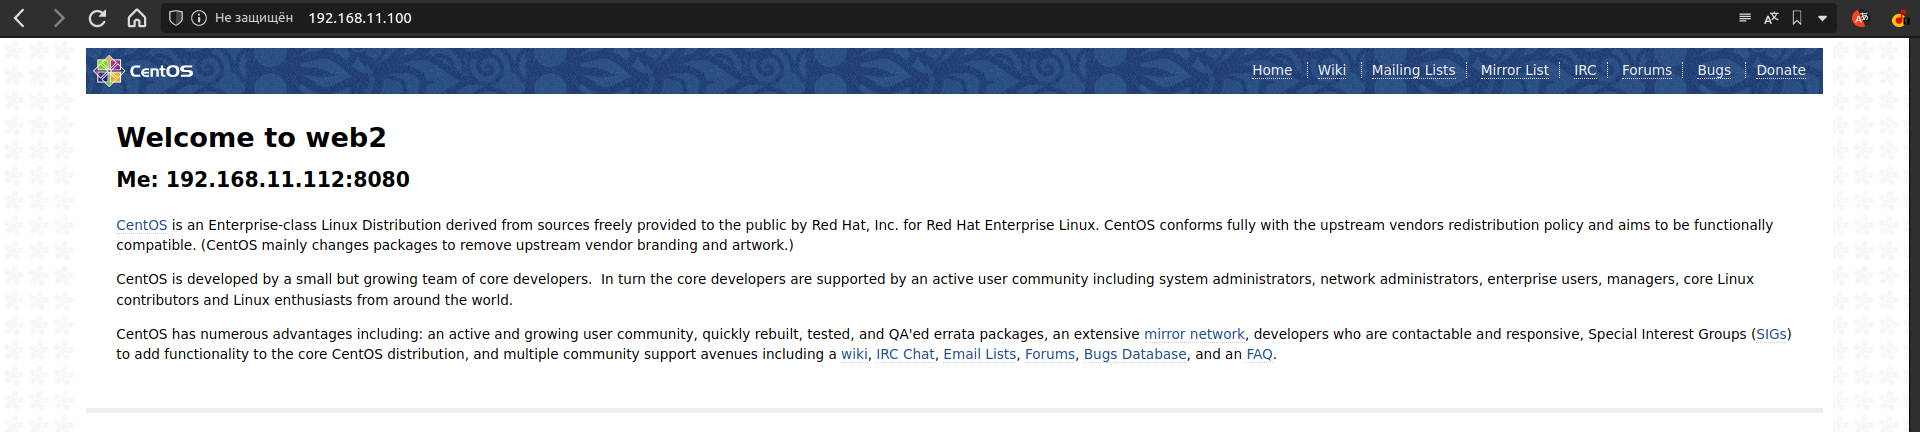 Не защищён 192.168.11.100
CentOS Home Wiki Mailing Lists Mirror List IRC Forums Bugs Donate
Welcome to web2
Me: 192.168.11.112:8080
CentOS is an Enterprise-class Linux Distribution derived from sources freely provided to the public by Red Hat, Inc. for Red Hat Enterprise Linux. CentOS conforms fully with the upstream vendors redistribution policy and aims to be functionally
compatible. (CentOS mainly changes packages to remove upstream vendor branding and artwork.)
CentOS is developed by a small but growing team of core developers.  In turn the core developers are supported by an active user community including system administrators, network administrators, enterprise users, managers, core Linux
contributors and Linux enthusiasts from around the world.
CentOS has numerous advantages including: an active and growing user community, quickly rebuilt, tested, and QA'ed errata packages, an extensive mirror network, developers who are contactable and responsive, Special Interest Groups (SIGs)
to add functionality to the core CentOS distribution, and multiple community support avenues including a wiki, IRC Chat, Email Lists, Forums, Bugs Database, and an FAQ.